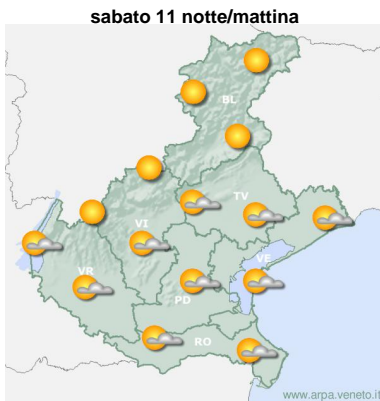 sabato 11 notte/mattina
BL
TV
VI
VE
VR
PD
RO
www.arpa.veneto.it